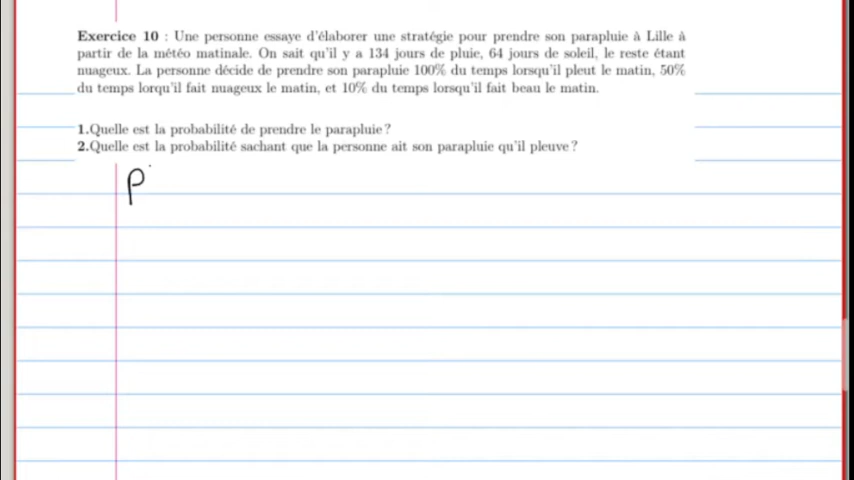 Exercice 10 : Une personne essaye d'élaborer une stratégie pour prendre son parapluie à Lille à
partir de la météo matinale. On sait qu'il y a 134 jours de pluie, 64 jours de soleil, le reste étant
nuageux. La personne décide de prendre son parapluie 100% du temps lorsqu'il pleut le matin, 50%
du temps lorqu'il fait nuageux le matin, et 10% du temps lorsqu'il fait beau le matin.
1.Quelle est la probabilité de prendre le parapluie ?
2.Quelle est la probabilité sachant que la personne ait son parapluie qu'il pleuve ?
P